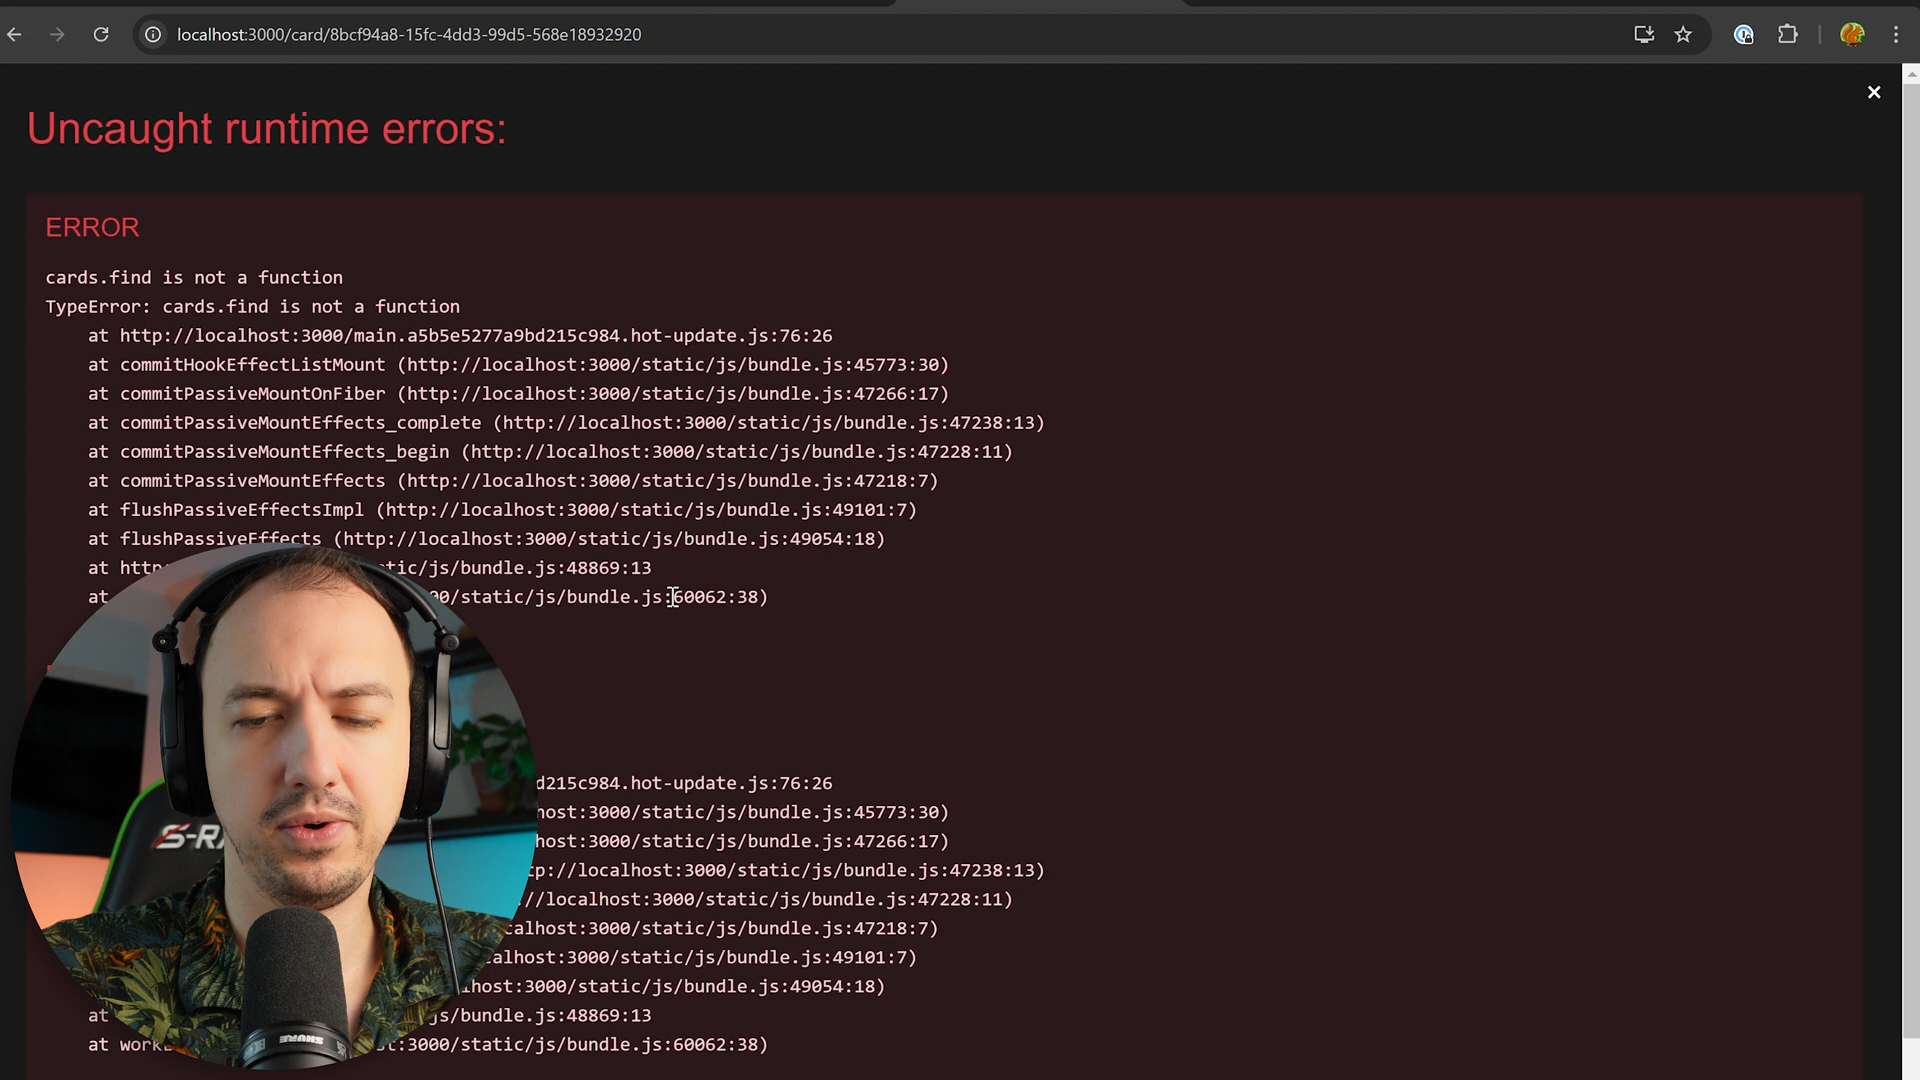 localhost:3000/card/8bcf94a8-15fc-4dd3-99d5-568e18932920
Uncaught runtime errors:
ERROR
cards.find is not a function
TypeError: cards.find is not a function
at http://localhost:3000/main.a5b5e5277a9bd215c984.hot-update.js:76:26
at commitHookEffectListMount (http://localhost:3000/static/js/bundle.js:45773:30)
at commitPassiveMountOnFiber (http://localhost:3000/static/js/bundle.js:47266:17)
at commitPassiveMountEffects_complete (http://localhost:3000/static/js/bundle.js:47238:13)
at commitPassiveMountEffects_begin (http://localhost:3000/static/js/bundle.js:47228:11)
at commitPassiveMountEffects (http://localhost:3000/static/js/bundle.js:47218:7)
at flushPassiveEffectsImpl (http://localhost:3000/static/js/bundle.js:49101:7)
at flushPassiveEffects (http://localhost:3000/static/js/bundle.js:49054:18)
at http tic/js/bundle.js:48869:13
at 00/static/js/bundle.js:60062:38)
d215c984.hot-update.js:76:26
host:3000/static/js/bundle.js:45773:30)
host:3000/static/js/bundle.js:47266:17)
tp://localhost:3000/static/js/bundle.js:47238:13)
//localhost:3000/static/js/bundle.js:47228:11)
calhost:3000/static/js/bundle.js:47218:7)
calhost:3000/static/js/bundle.js:49101:7)
lhost:3000/static/js/bundle.js:49054:18)
at js/bundle.js:48869:13
at work t:3000/static/js/bundle.js:60062:38)
S-RA
SHURE